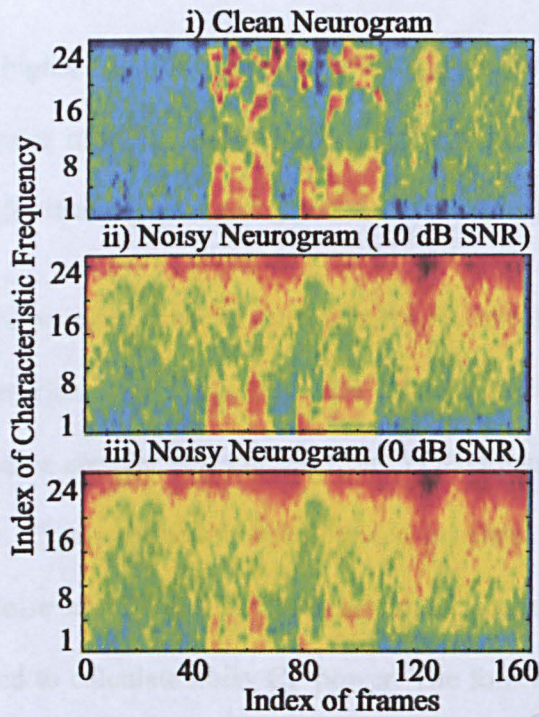 i) Clean Neurogram
24
16
8
1
ii) Noisy Neurogram (10 dB SNR)
24
16
8
1
iii) Noisy Neurogram (0 dB SNR)
24
16
8
1
0 40 80 120 160
Index of frames
Index of Characteristic Frequency